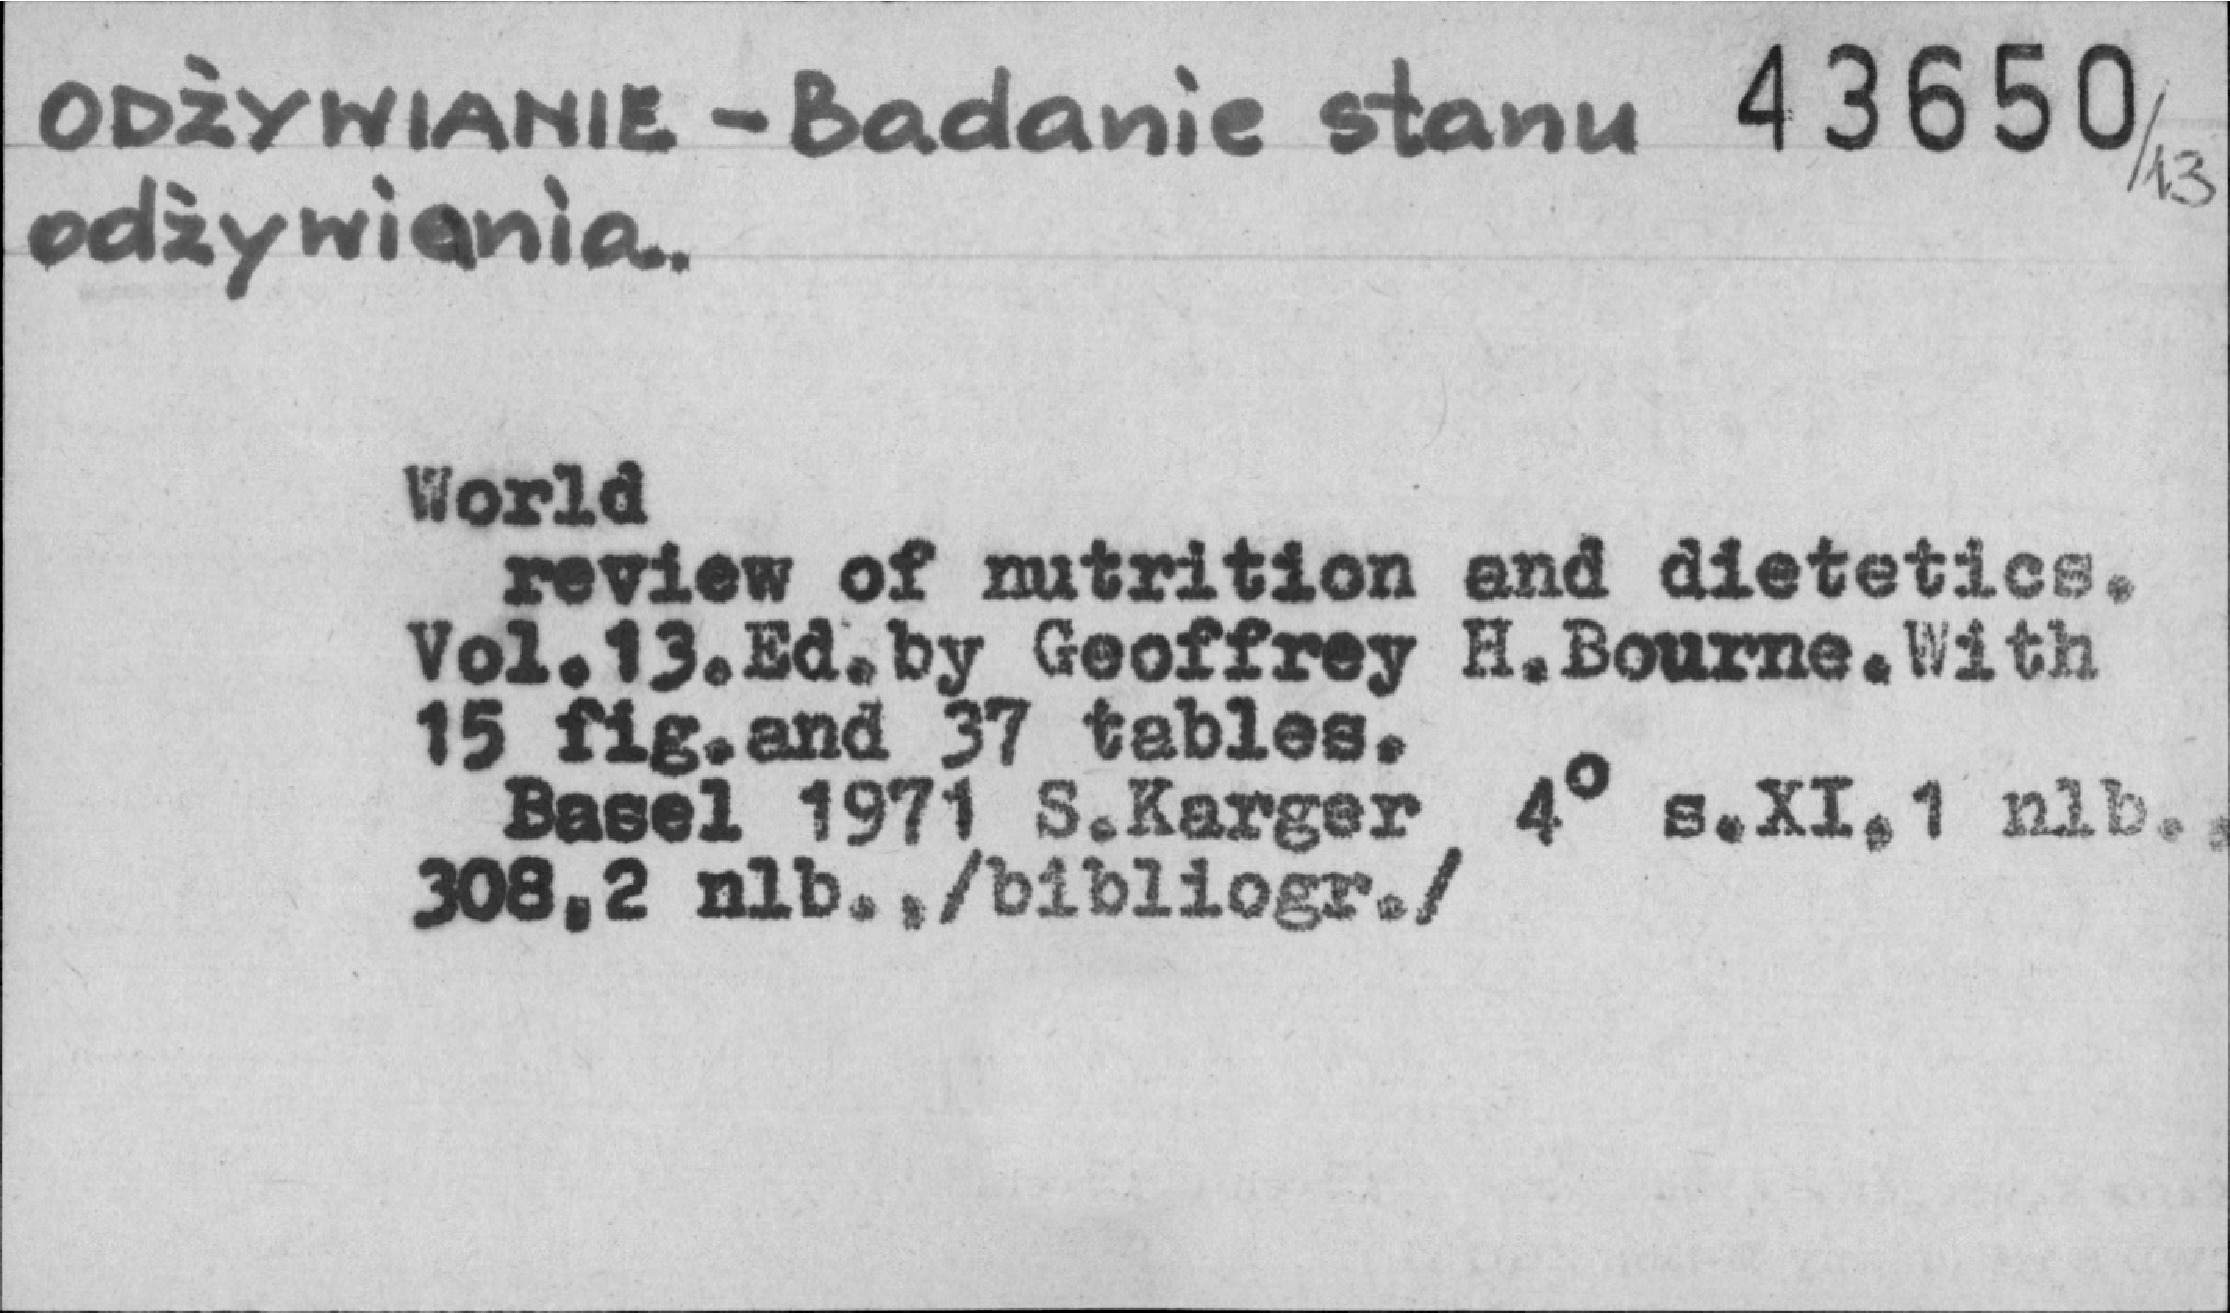 ODŻYWIANIE - Badanie stanu 43650/13
odżywiania.
World
review of nutrition and dietetics.
Vol.13.Ed.by Geoffrey H.Bourne.With
15 fig.and 37 tables.
Basel 1971 S.Karger 4° s.XI,1 nlb.,
308,2 nlb.,/bibliogr./